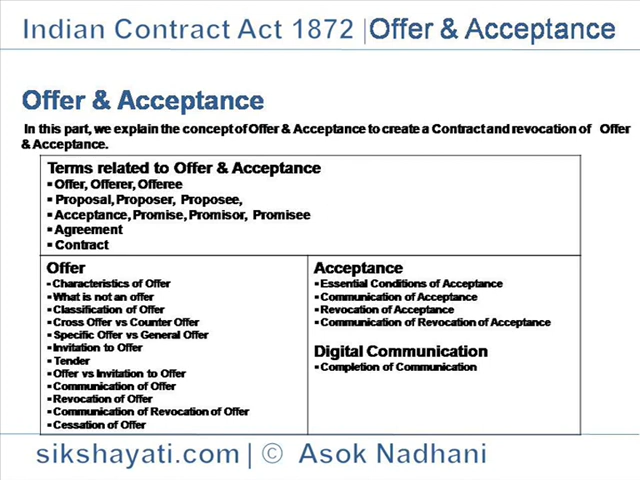 Indian Contract Act 1872 |Offer & Acceptance
Offer & Acceptance
In this part, we explain the concept of Offer & Acceptance to create a Contract and revocation of Offer
& Acceptance.
Terms related to Offer & Acceptance
▪ Offer, Offerer, Offeree
▪ Proposal, Proposer, Proposee,
▪ Acceptance, Promise, Promisor, Promisee
▪ Agreement
▪ Contract
Offer
▪ Characteristics of Offer
▪ What is not an offer
▪ Classification of Offer
▪ Cross Offer vs Counter Offer
▪ Specific Offer vs General Offer
▪ Invitation to Offer
▪ Tender
▪ Offer vs Invitation to Offer
▪ Communication of Offer
▪ Revocation of Offer
▪ Communication of Revocation of Offer
▪ Cessation of Offer
Acceptance
▪ Essential Conditions of Acceptance
▪ Communication of Acceptance
▪ Revocation of Acceptance
▪ Communication of Revocation of Acceptance
Digital Communication
▪ Completion of Communication
sikshayati.com | © Asok Nadhani